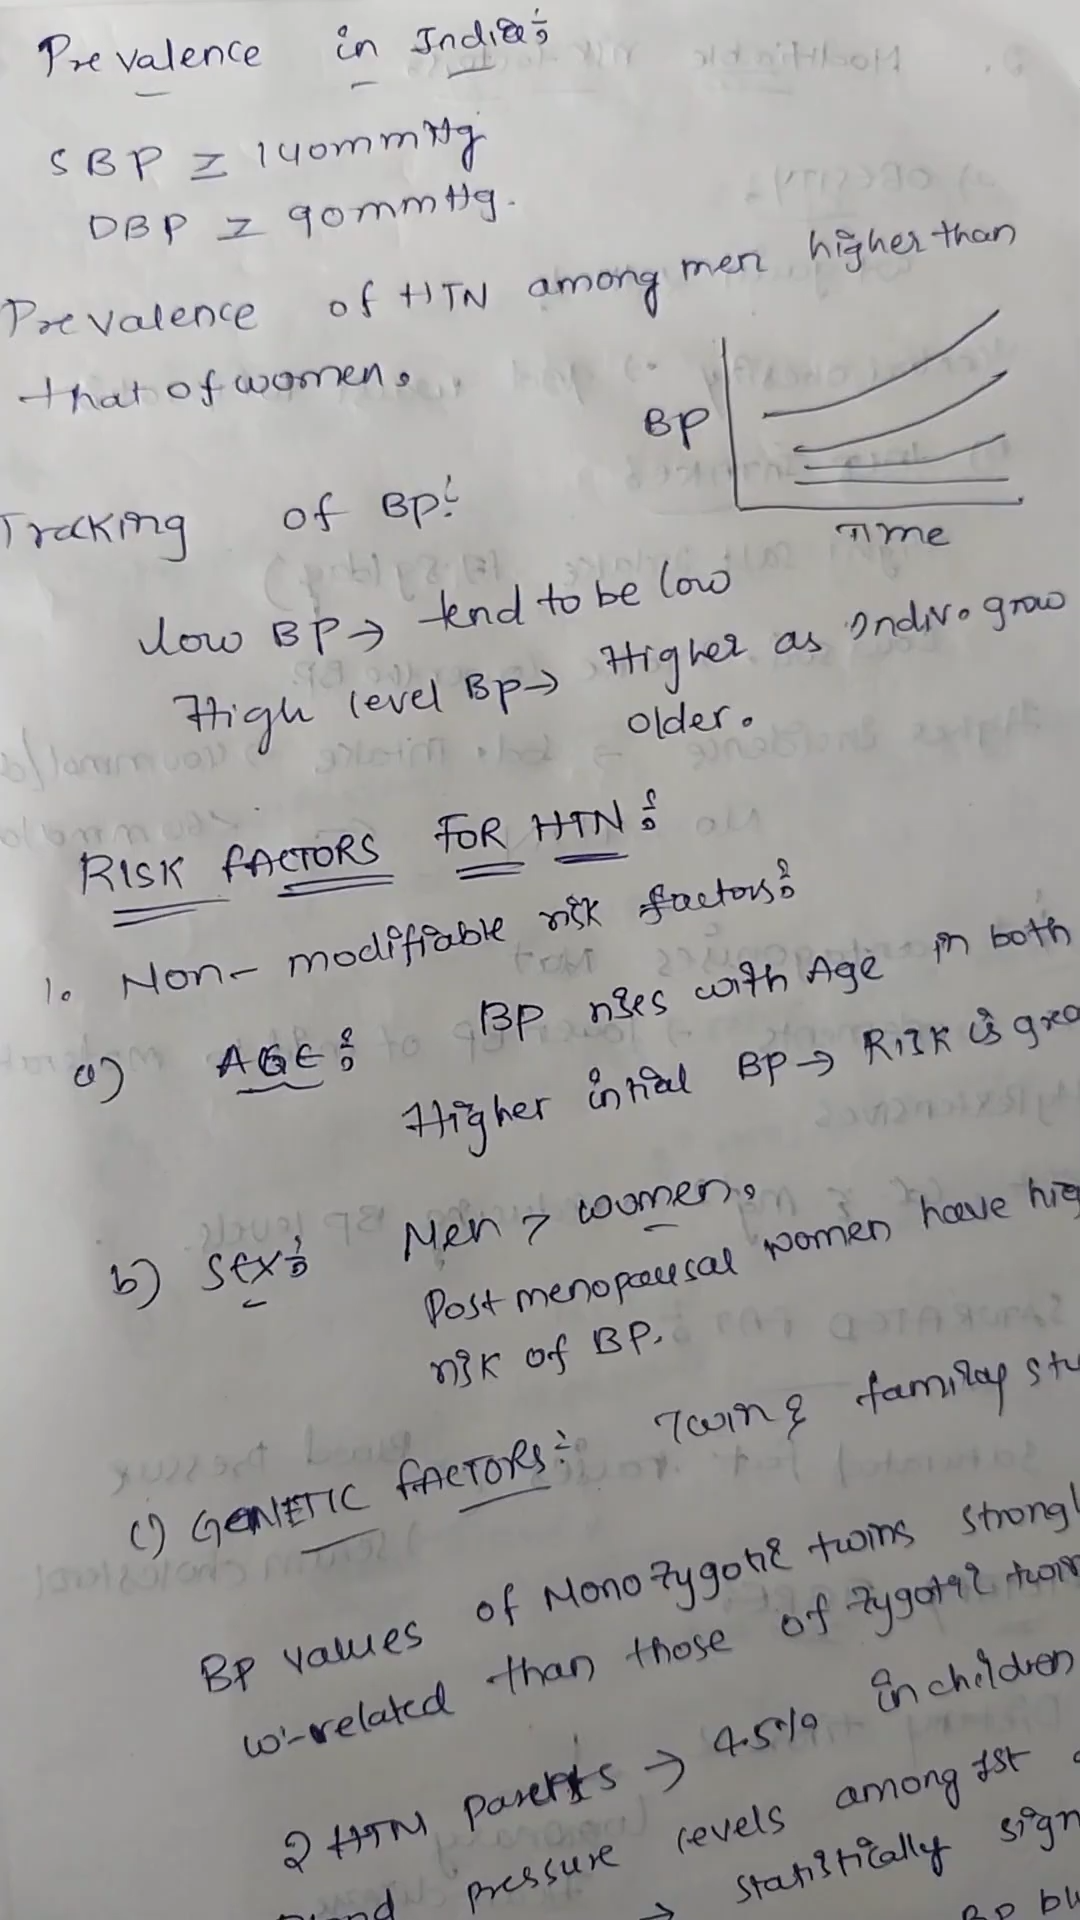 Prevalence in India:
SBP ≥ 140mmHg
DBP ≥ 90mmHg.
Prevalence of HTN among men higher than
that of women.
BP
Time
Tracking of BP:
low BP → tend to be low
High level BP → Higher as Indiv. grow
older.
RISK FACTORS FOR HTN:
1. Non-modifiable risk factors:
a) AGE: BP rises with Age in both
Higher initial BP → Risk is
b) Sex: Men > women.
Post menopausal women have
risk of BP.
c) GENETIC FACTORS: Twin & family
BP values of Monozygotic twins
co-related than those of zygotic
2 HTN Parents → 45% in children
pressure levels among 1st
→ statistically
BP